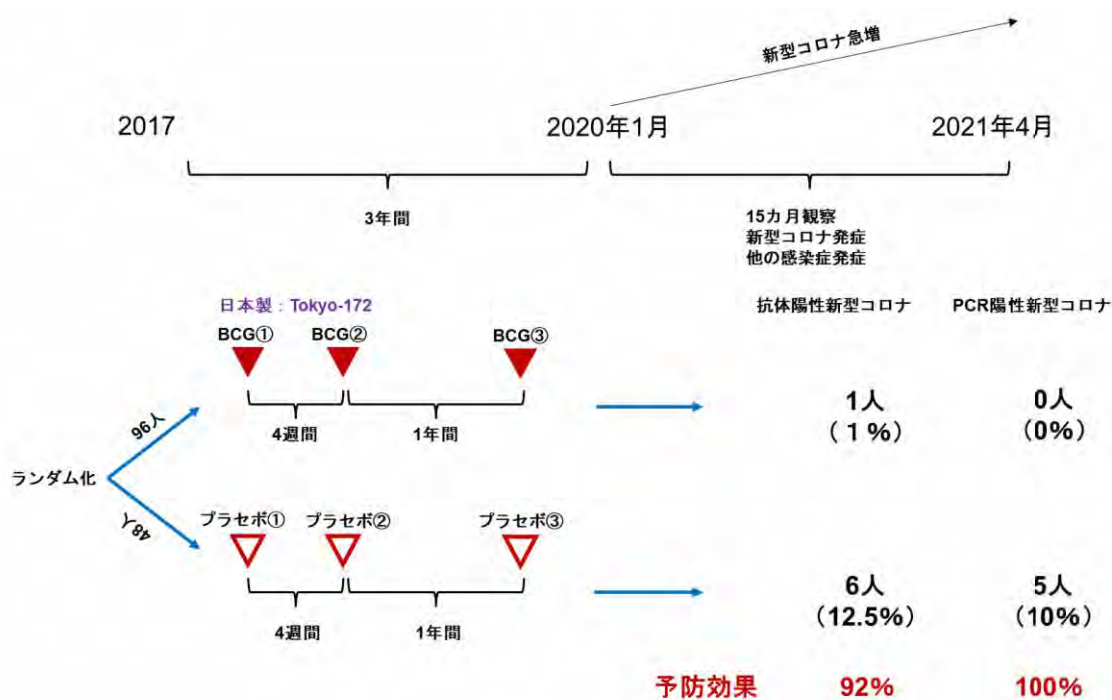 新型コロナ急増
2017
2020年1月
2021年4月
3年間
15カ月観察
新型コロナ発症
他の感染症発症
日本製：Tokyo-172
抗体陽性新型コロナ
PCR陽性新型コロナ
BCG①
BCG②
BCG③
96人
4週間
1年間
1人
（1%）
0人
（0%）
ランダム化
48人
プラセボ①
プラセボ②
プラセボ③
4週間
1年間
6人
（12.5%）
5人
（10%）
予防効果
92%
100%